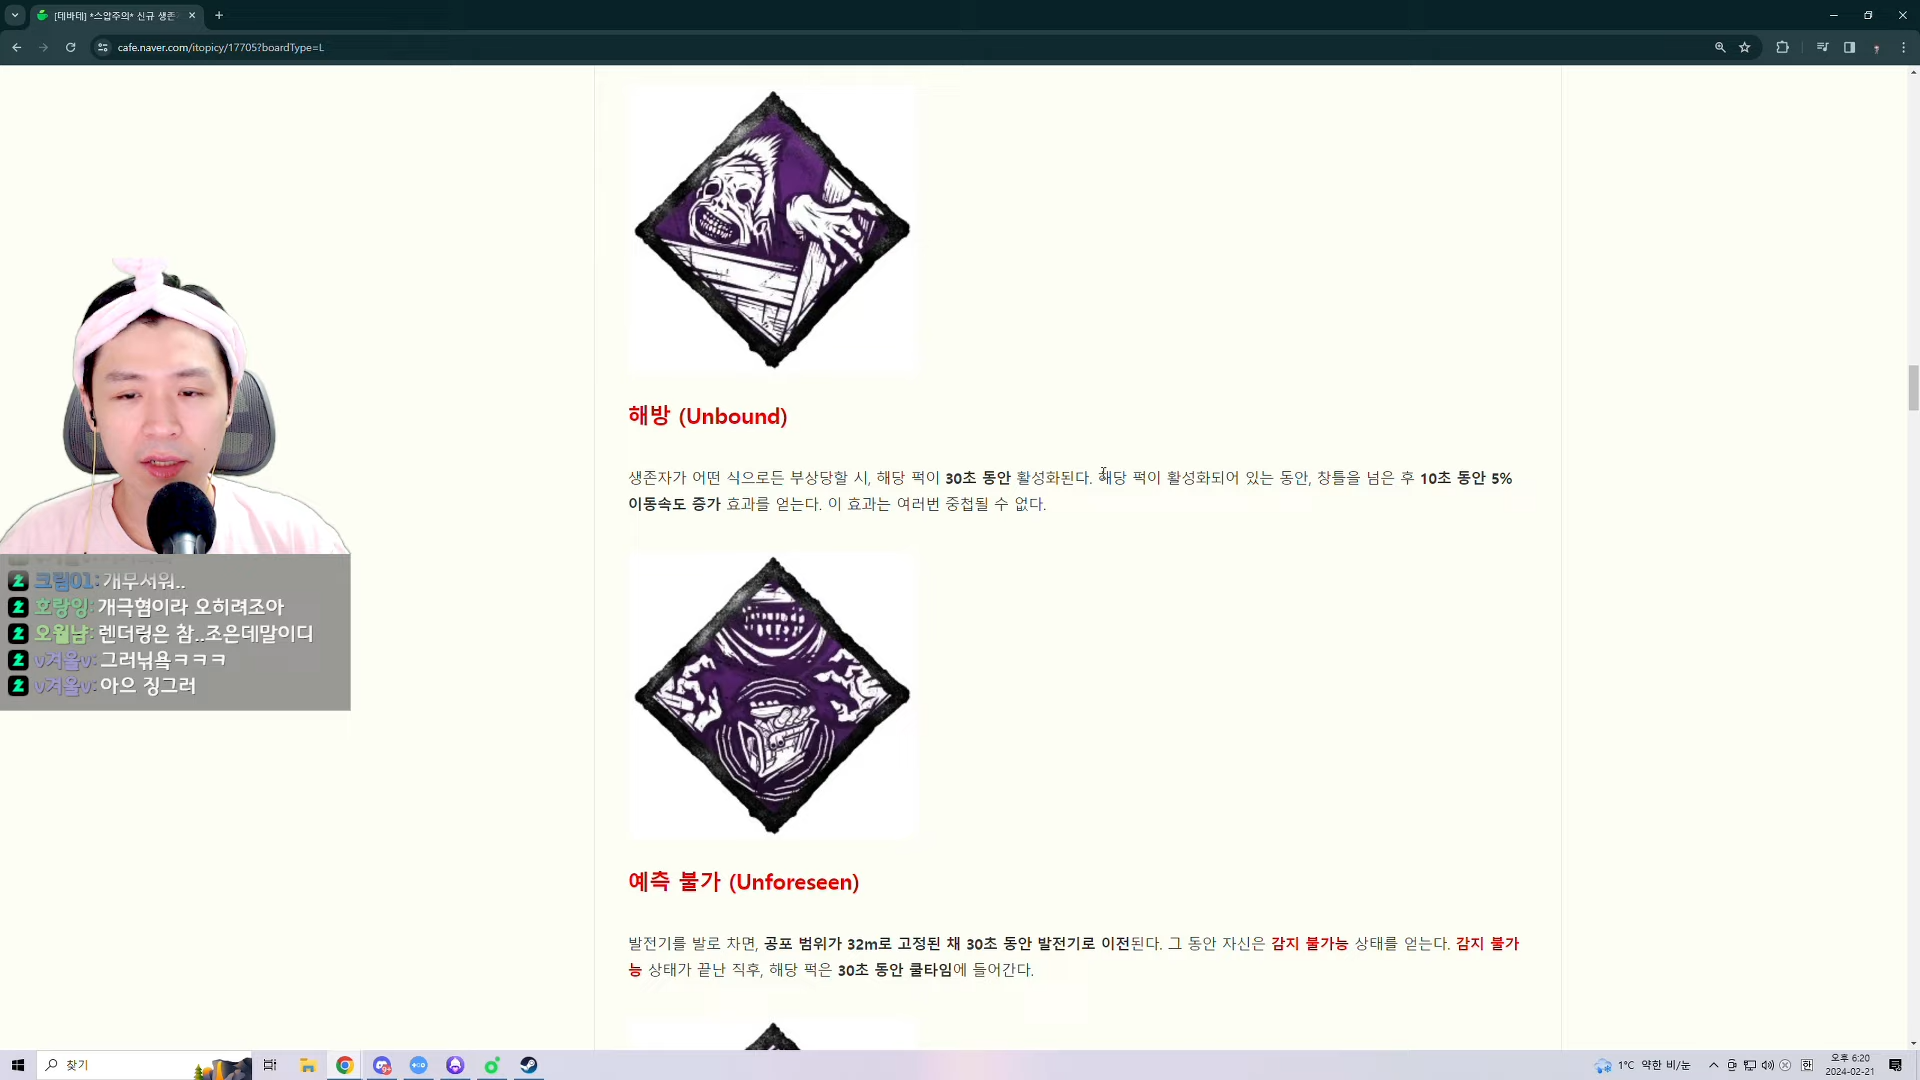 [데바데] *스압주의* 신규 생존
cafe.naver.com/itopicy/17705?boardType=L
해방 (Unbound)
생존자가 어떤 식으로든 부상당할 시, 해당 퍽이 30초 동안 활성화된다. 해당 퍽이 활성화되어 있는 동안, 창틀을 넘은 후 10초 동안 5%
이동속도 증가 효과를 얻는다. 이 효과는 여러번 중첩될 수 없다.
크림01: 개무서워..
호랑잉: 개극혐이라 오히려조아
오월냠: 렌더링은 참..조은데말이디
v겨울v: 그러닊욬ㅋㅋㅋ
v겨울v: 아으 징그러
예측 불가 (Unforeseen)
발전기를 발로 차면, 공포 범위가 32m로 고정된 채 30초 동안 발전기로 이전된다. 그 동안 자신은 감지 불가능 상태를 얻는다. 감지 불가
능 상태가 끝난 직후, 해당 퍽은 30초 동안 쿨타임에 들어간다.
찾기
9+
1°C 약한 비/눈
한
오후 6:20
2024-02-21